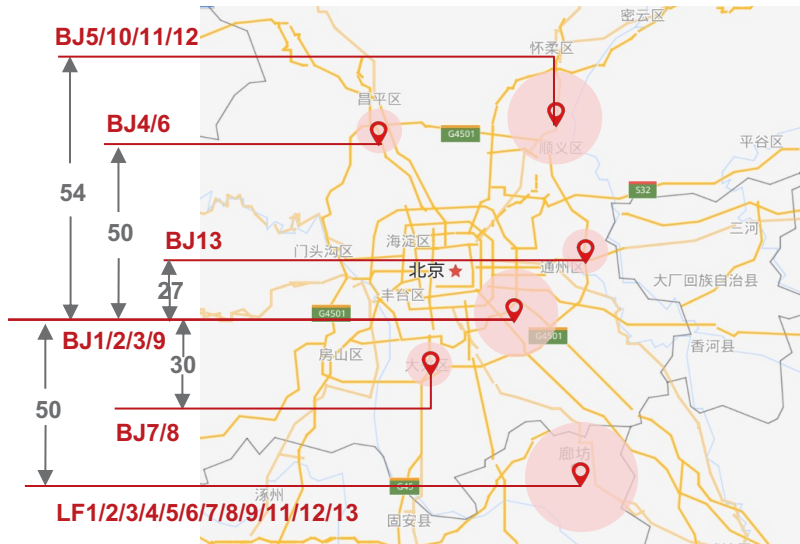 密云区
BJ5/10/11/12
怀柔区
昌平区
BJ4/6
G4501
顺义区
平谷区
54
S32
50
BJ13
门头沟区
海淀区
三河
北京
通州区
大厂回族自治县
27
丰台区
G4501
BJ1/2/3/9
G4501
香河县
房山区
30
50
BJ7/8
廊坊
涿州
G45
LF1/2/3/4/5/6/7/8/9/11/12/13
固安县